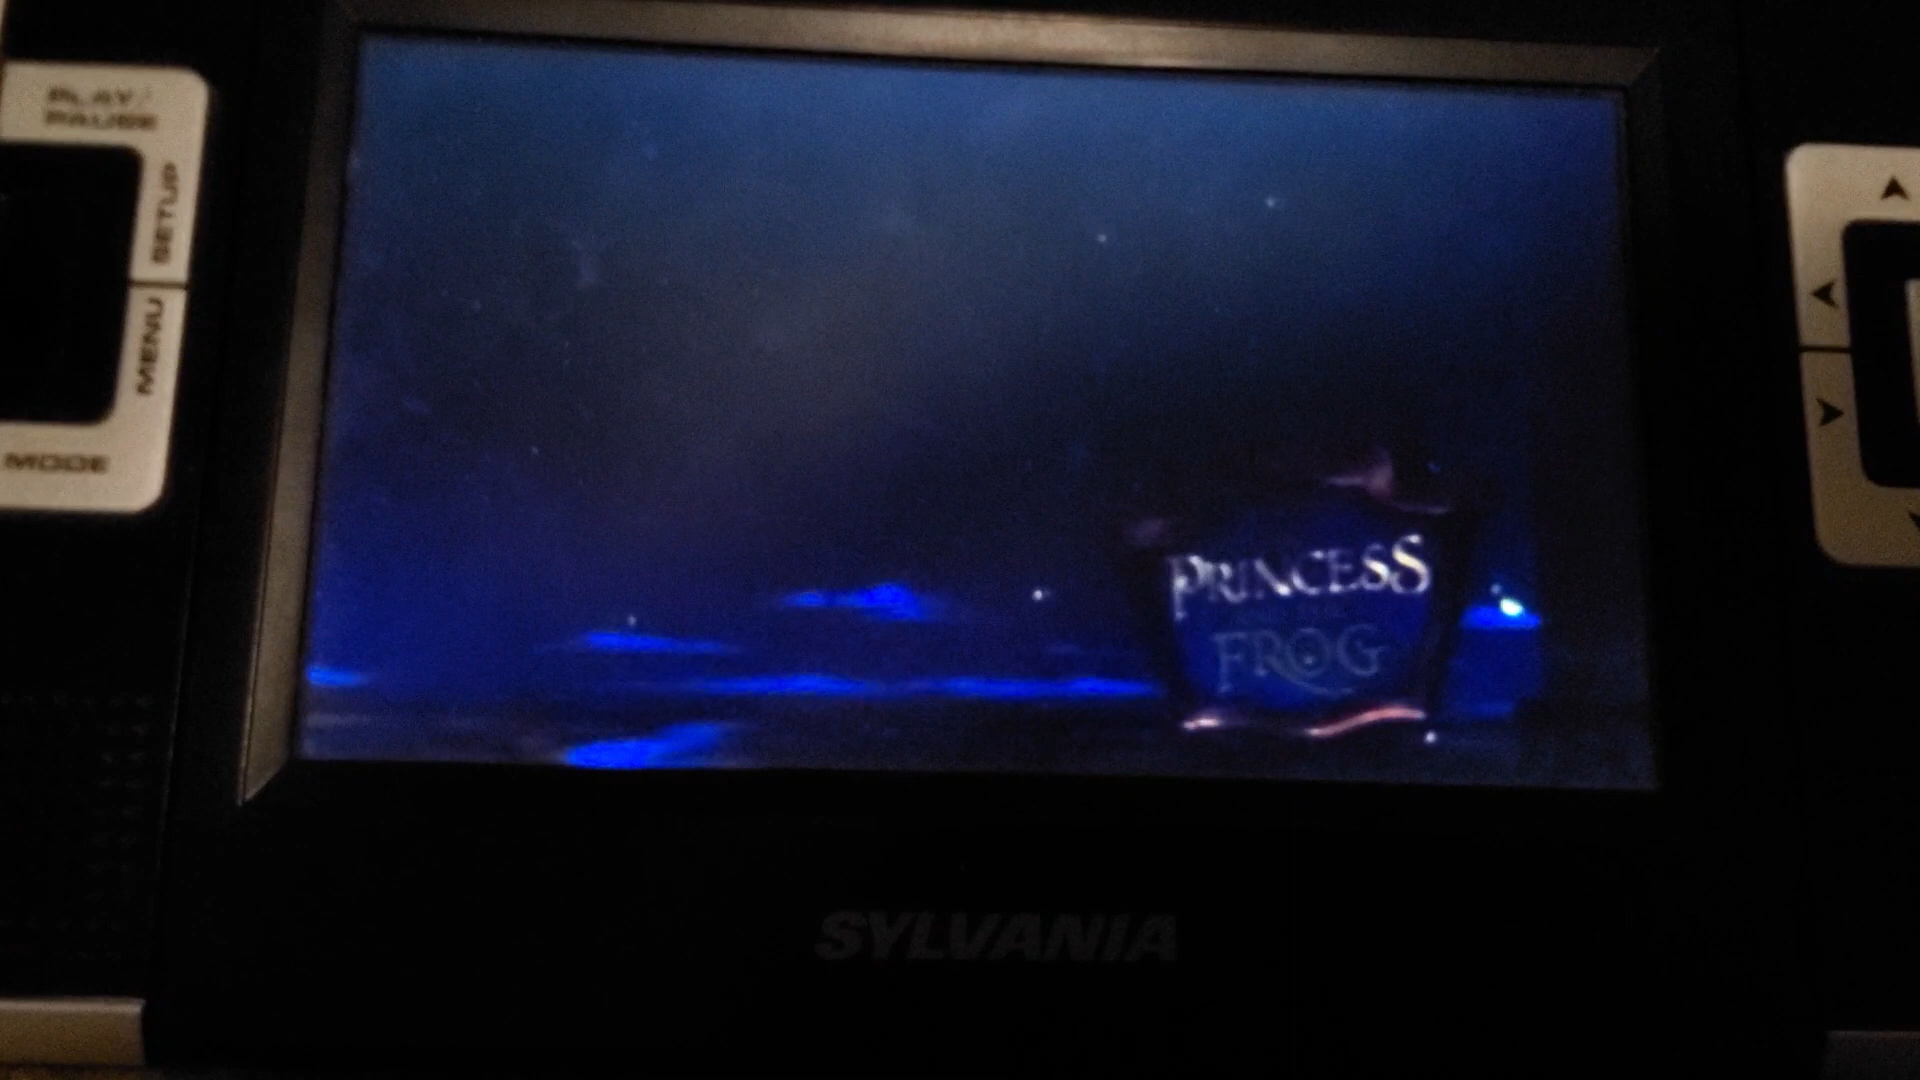 PLAY/
PAUSE
SETUP
MENU
MODE
PRINCESS
FROG
SYLVANIA